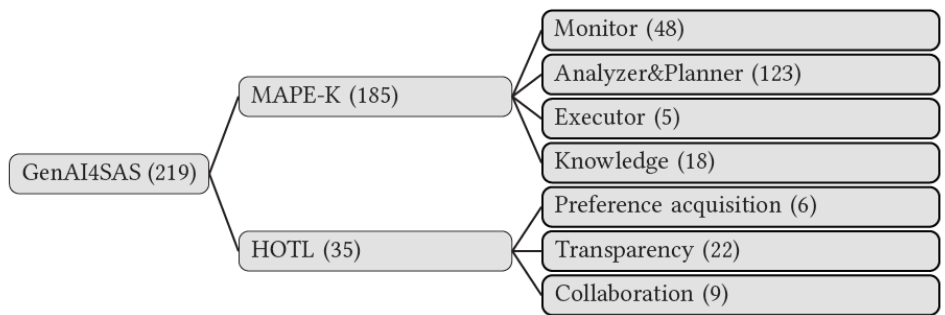 GenAI4SAS (219)
MAPE-K (185)
Monitor (48)
Analyzer&Planner (123)
Executor (5)
Knowledge (18)
HOTL (35)
Preference acquisition (6)
Transparency (22)
Collaboration (9)